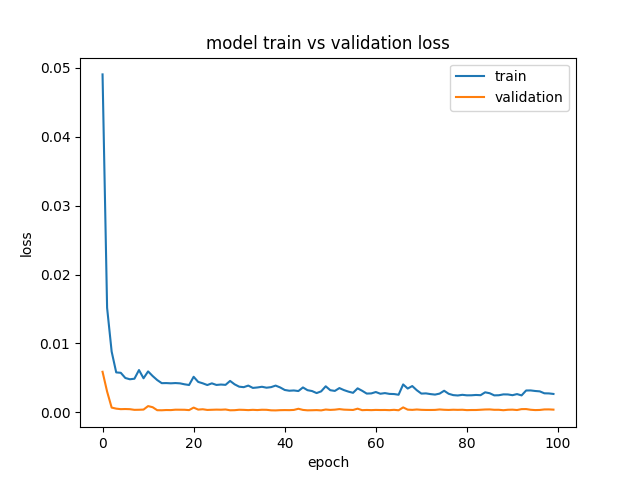 model train vs validation loss
train
validation
loss
0.05
0.04
0.03
0.02
0.01
0.00
0 20 40 60 80 100
epoch